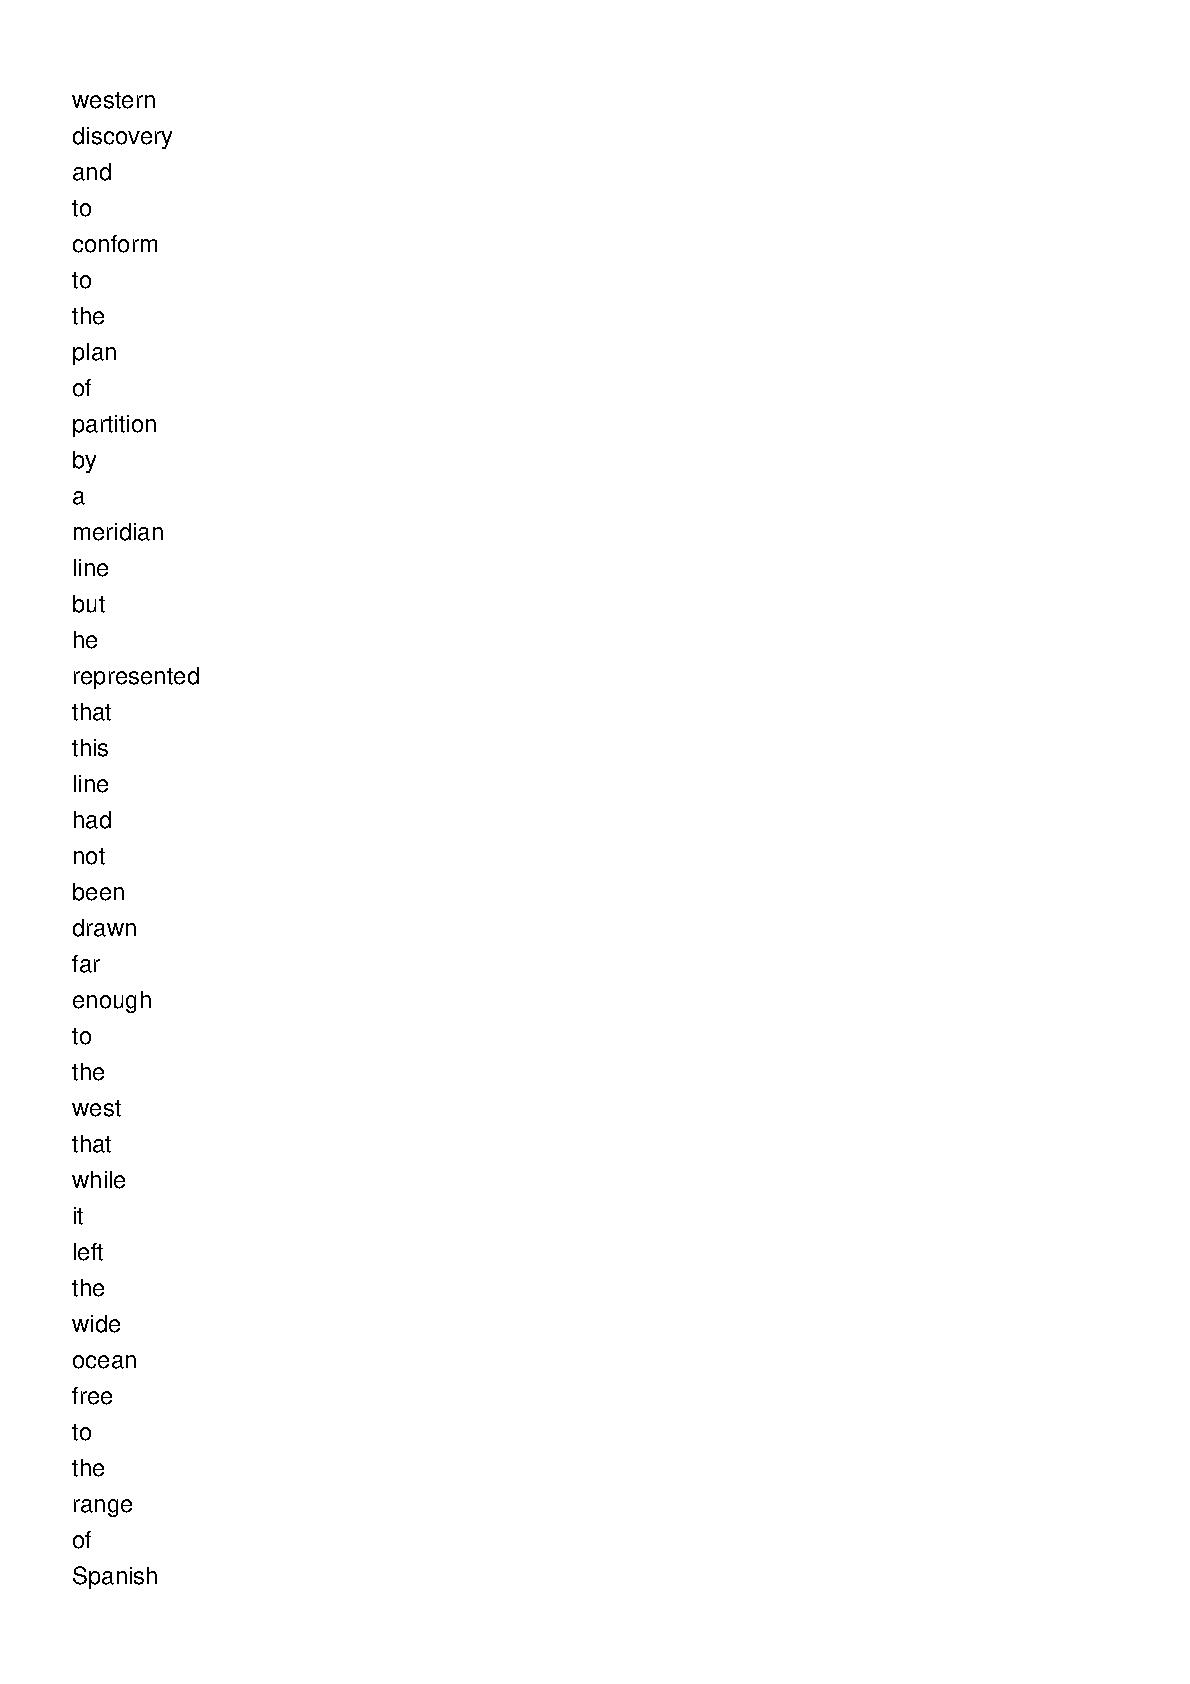 western
discovery
and
to
conform
to
the
plan
of
partition
by
a
meridian
line
but
he
represented
that
this
line
had
not
been
drawn
far
enough
to
the
west
that
while
it
left
the
wide
ocean
free
to
the
range
of
Spanish